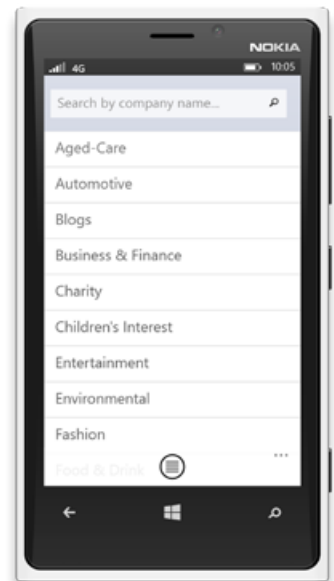 NOKIA
4G 10:05
Search by company name...
Aged-Care
Automotive
Blogs
Business & Finance
Charity
Children's Interest
Entertainment
Environmental
Fashion
Food & Drink